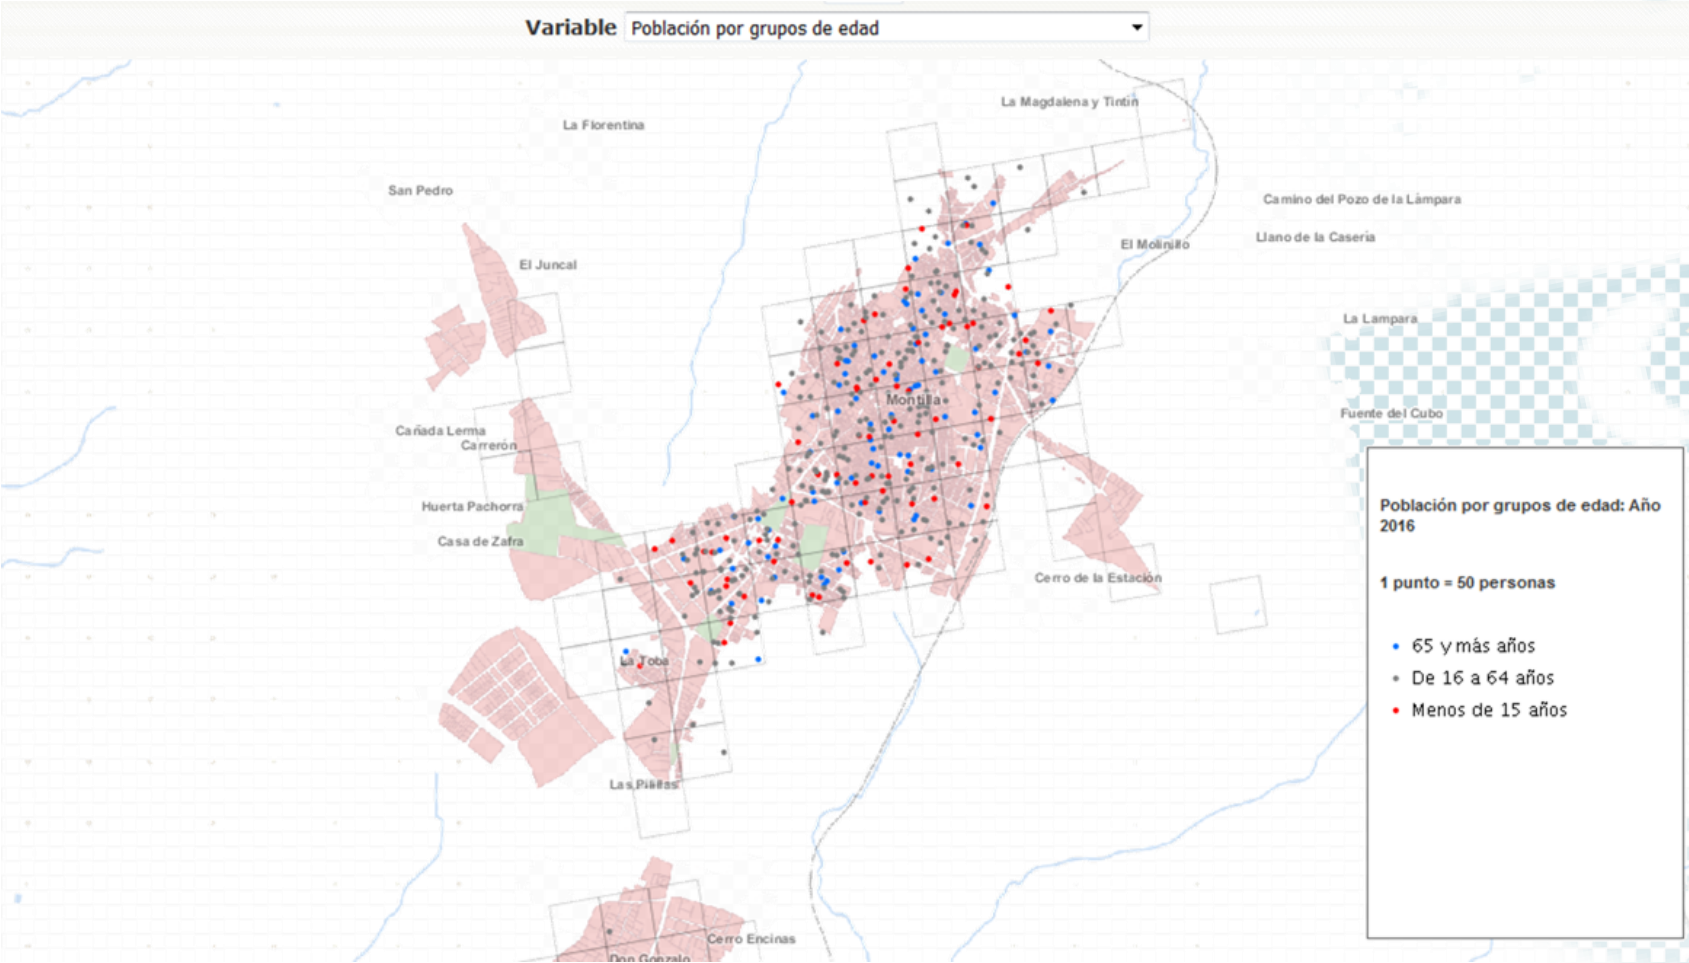 Variable Población por grupos de edad
La Magdalena y Tintin
La Florentina
San Pedro
Camino del Pozo de la Lámpara
Llano de la Caseria
El Molinillo
El Juncal
La Lampara
Montilla
Fuente del Cubo
Cañada Lerma
Carrerón
Huerta Pachorra
Casa de Zafra
Cerro de la Estación
La Toba
Las Pilillas
Cerro Encinas
Don Gonzalo
Población por grupos de edad: Año
2016
1 punto = 50 personas
65 y más años
De 16 a 64 años
Menos de 15 años